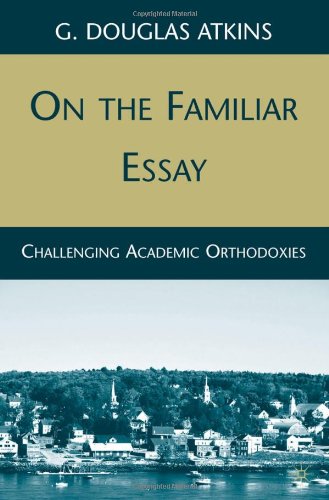 G. DOUGLAS ATKINS
ON THE FAMILIAR
ESSAY
CHALLENGING ACADEMIC ORTHODOXIES